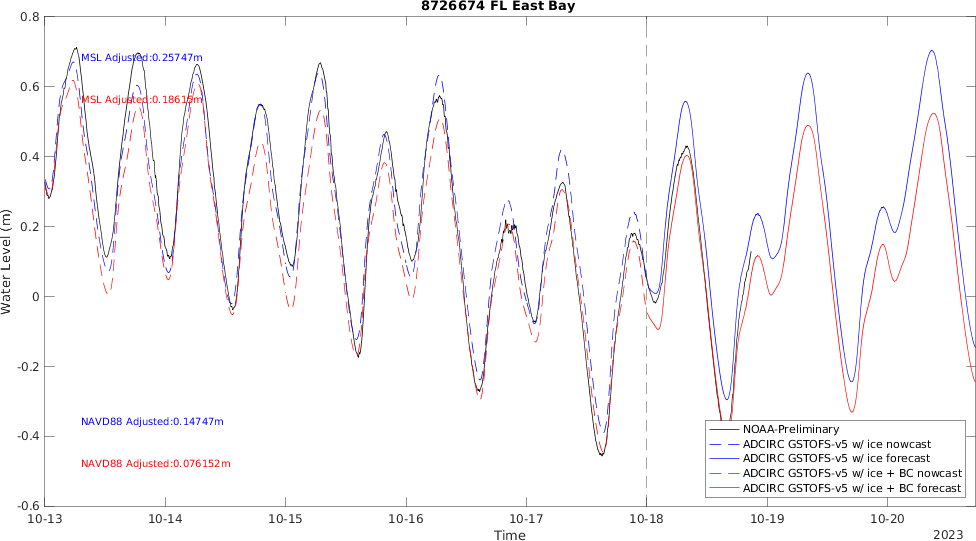 8726674 FL East Bay
0.8
MSL Adjusted:0.25747m
0.6
MSL Adjusted:0.18615m
0.4
0.2
Water Level (m)
0
-0.2
-0.4
-0.6
NAVD88 Adjusted:0.14747m
NAVD88 Adjusted:0.076152m
NOAA-Preliminary
ADCIRC GSTOFS-v5 w/ ice nowcast
ADCIRC GSTOFS-v5 w/ ice forecast
ADCIRC GSTOFS-v5 w/ ice + BC nowcast
ADCIRC GSTOFS-v5 w/ ice + BC forecast
10-13 10-14 10-15 10-16 10-17 10-18 10-19 10-20
Time
2023